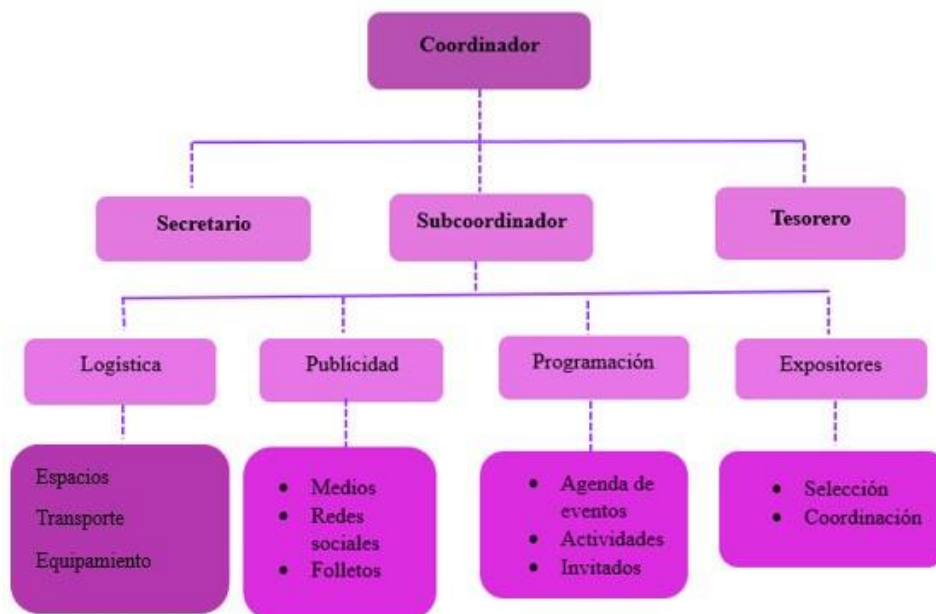 Coordinador
Secretario
Subcoordinador
Tesorero
Logística
Publicidad
Programación
Expositores
Espacios
Transporte
Equipamiento
• Medios
• Redes
sociales
• Folletos
• Agenda de
eventos
• Actividades
• Invitados
• Selección
• Coordinación